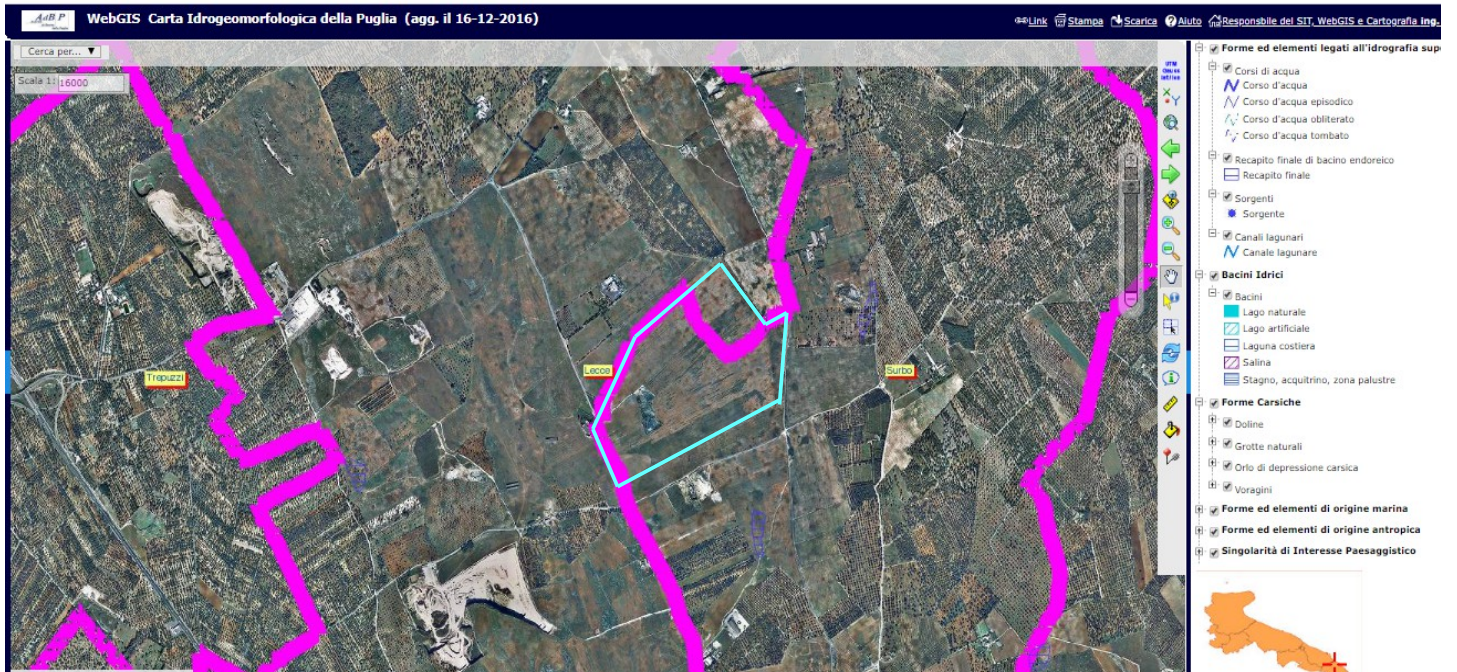 AdB P WebGIS Carta Idrogeomorfologica della Puglia (agg. il 16-12-2016)
Link Stampa Scarica Aiuto Responsbile del SIT, WebGIS e Cartografia ing.
Cerca per... ▼
Scala 1: 16000
Trepuzzi
Lecce
Surbo
UTM
Forme ed elementi legati all'idrografia supe
Corsi di acqua
Corso d'acqua
Corso d'acqua episodico
Corso d'acqua obliterato
Corso d'acqua tombato
Recapito finale di bacino endoreico
Recapito finale
Sorgenti
Sorgente
Canali lagunari
Canale lagunare
Bacini Idrici
Bacini
Lago naturale
Lago artificiale
Laguna costiera
Salina
Stagno, acquitrino, zona palustre
Forme Carsiche
Doline
Grotte naturali
Orlo di depressione carsica
Voragini
Forme ed elementi di origine marina
Forme ed elementi di origine antropica
Singolarità di Interesse Paesaggistico